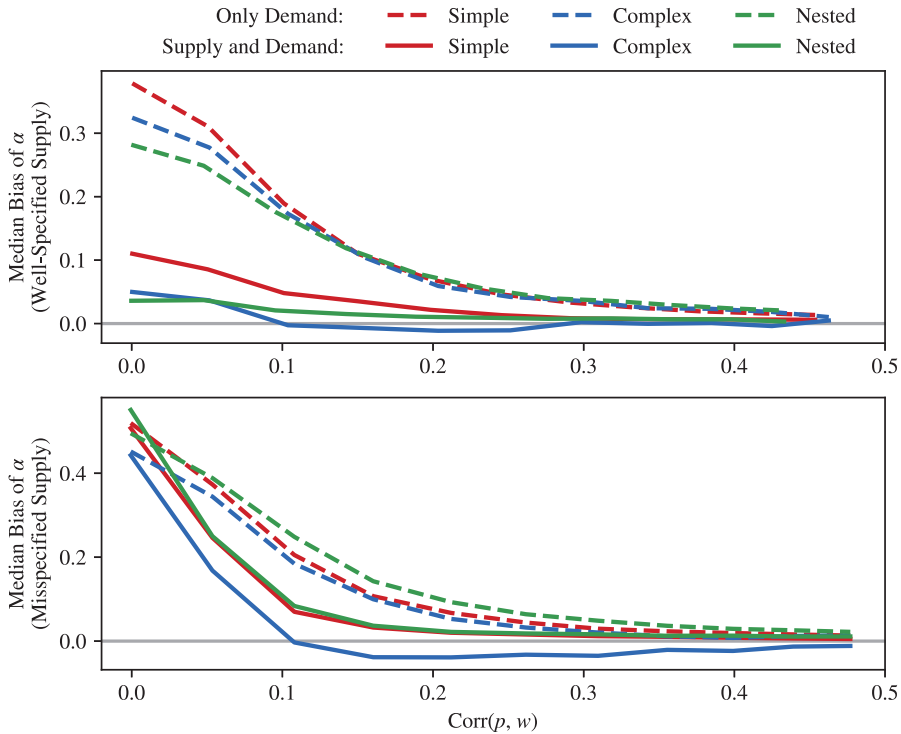 Only Demand: Simple Complex Nested
Supply and Demand: Simple Complex Nested
Median Bias of α
(Well-Specified Supply)
0.3
0.2
0.1
0.0
0.0 0.1 0.2 0.3 0.4 0.5
Median Bias of α
(Misspecified Supply)
0.4
0.2
0.0
0.0 0.1 0.2 0.3 0.4 0.5
Corr(p, w)